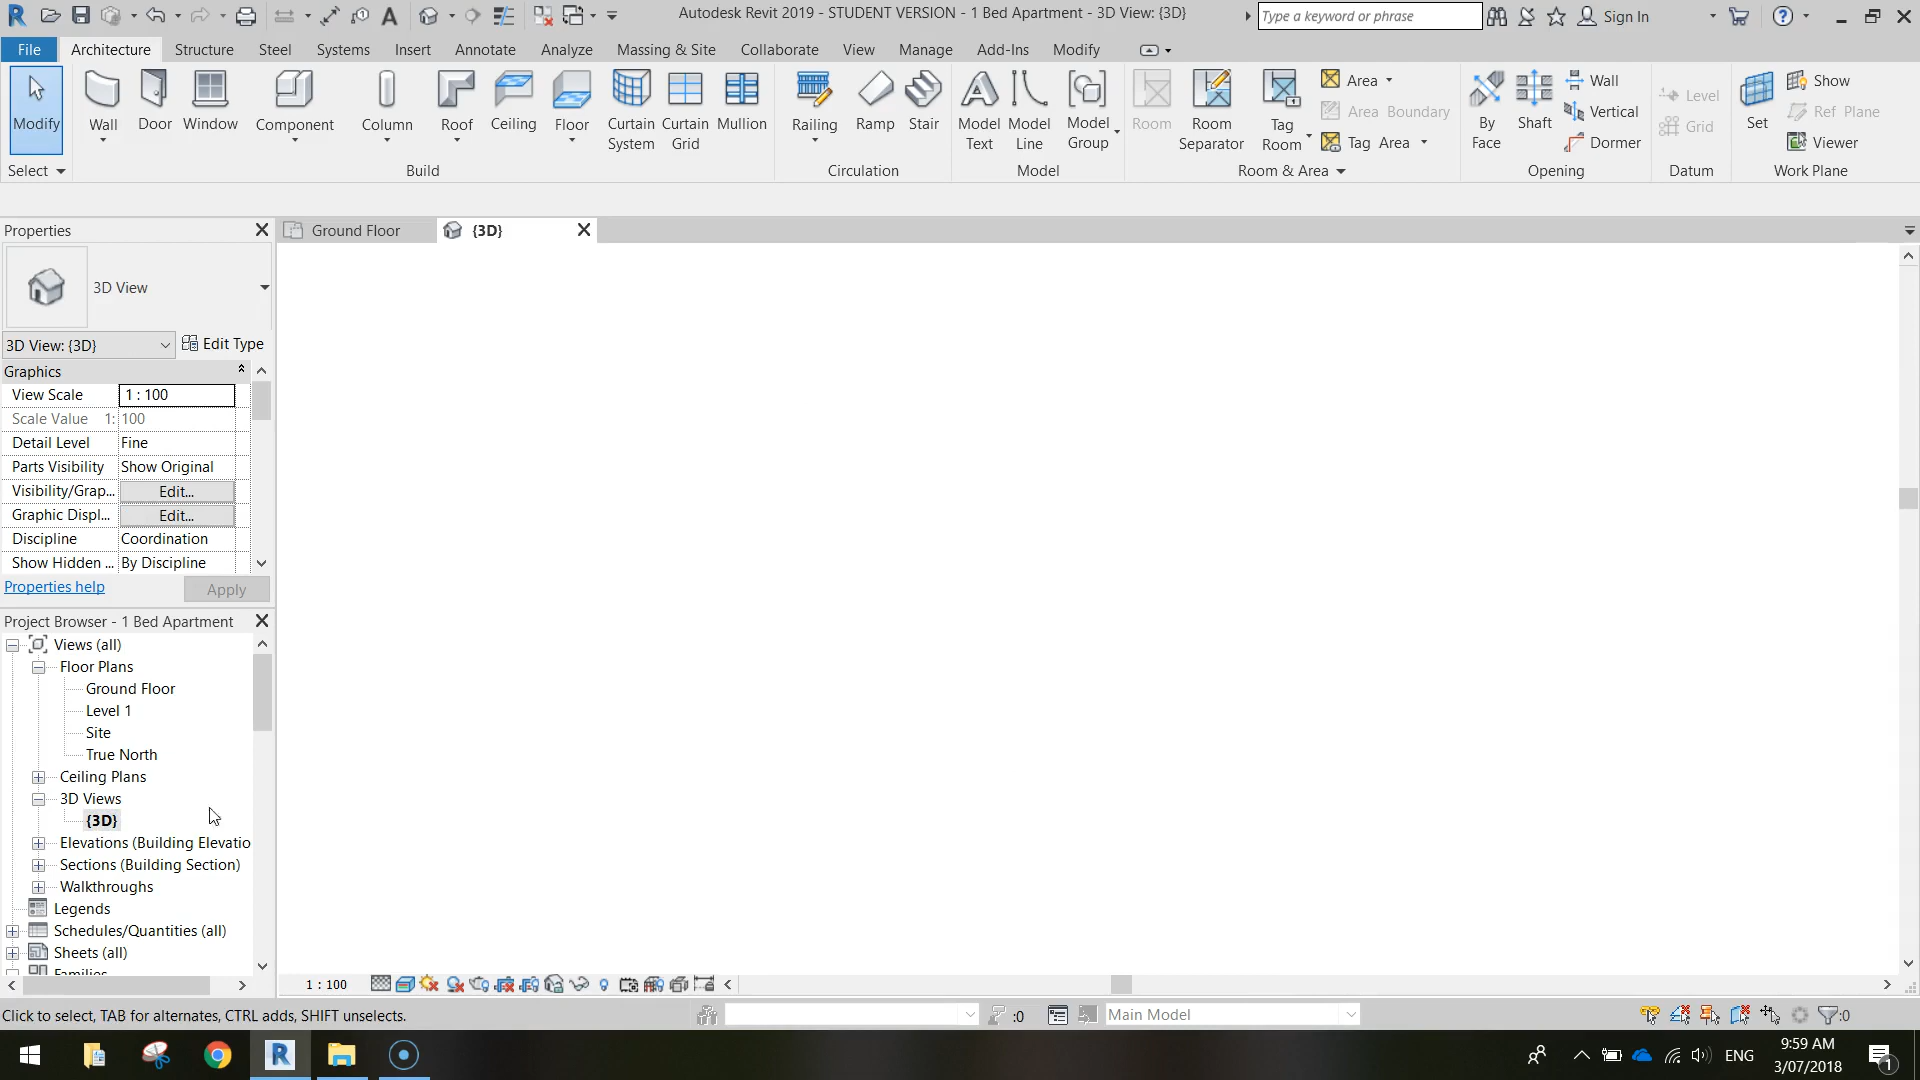 Autodesk Revit 2019 - STUDENT VERSION - 1 Bed Apartment - 3D View: {3D}
Type a keyword or phrase
Sign In
File Architecture Structure Steel Systems Insert Annotate Analyze Massing & Site Collaborate View Manage Add-Ins Modify
Modify
Wall Door Window Component Column Roof Ceiling Floor Curtain System Curtain Grid Mullion
Railing Ramp Stair
Model Text Model Line Model Group
Room Room Separator Tag Room
Area
Area Boundary
Tag Area
By Face Shaft
Wall
Vertical
Dormer
Level
Grid
Set
Show
Ref Plane
Viewer
Select Build Circulation Model Room & Area Opening Datum Work Plane
Properties
Ground Floor {3D}
3D View
3D View: {3D} Edit Type
Graphics
View Scale 1 : 100
Scale Value 1: 100
Detail Level Fine
Parts Visibility Show Original
Visibility/Grap... Edit...
Graphic Displ... Edit...
Discipline Coordination
Show Hidden ... By Discipline
Properties help Apply
Project Browser - 1 Bed Apartment
Views (all)
Floor Plans
Ground Floor
Level 1
Site
True North
Ceiling Plans
3D Views
{3D}
Elevations (Building Elevatio
Sections (Building Section)
Walkthroughs
Legends
Schedules/Quantities (all)
Sheets (all)
Families
1 : 100
Click to select, TAB for alternates, CTRL adds, SHIFT unselects.
:0
Main Model
:0
ENG
9:59 AM
3/07/2018
1